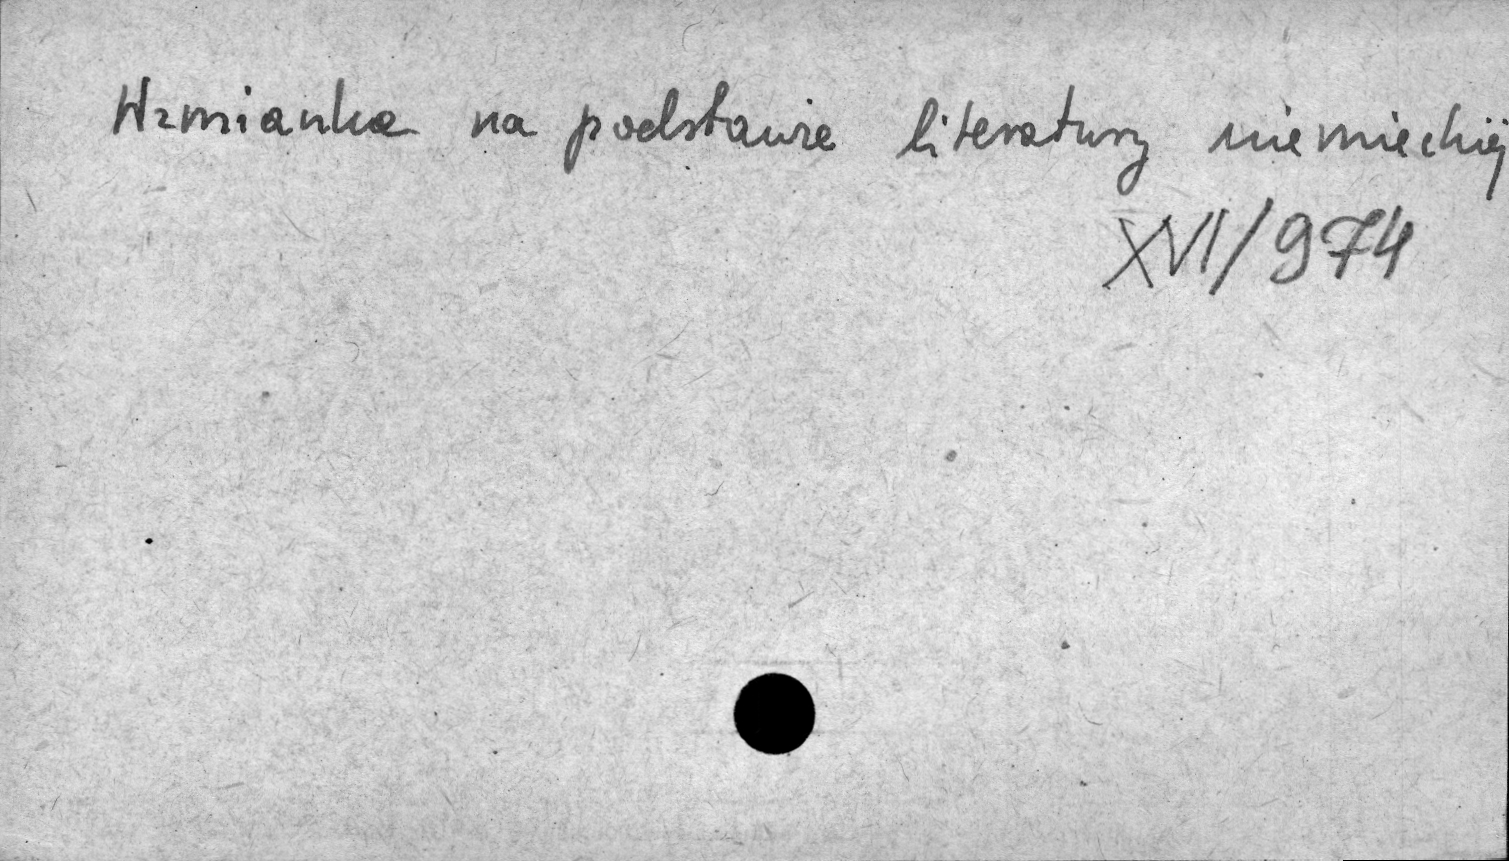 Wzmianka na podstawie literatury niemieckiej
XVI/974